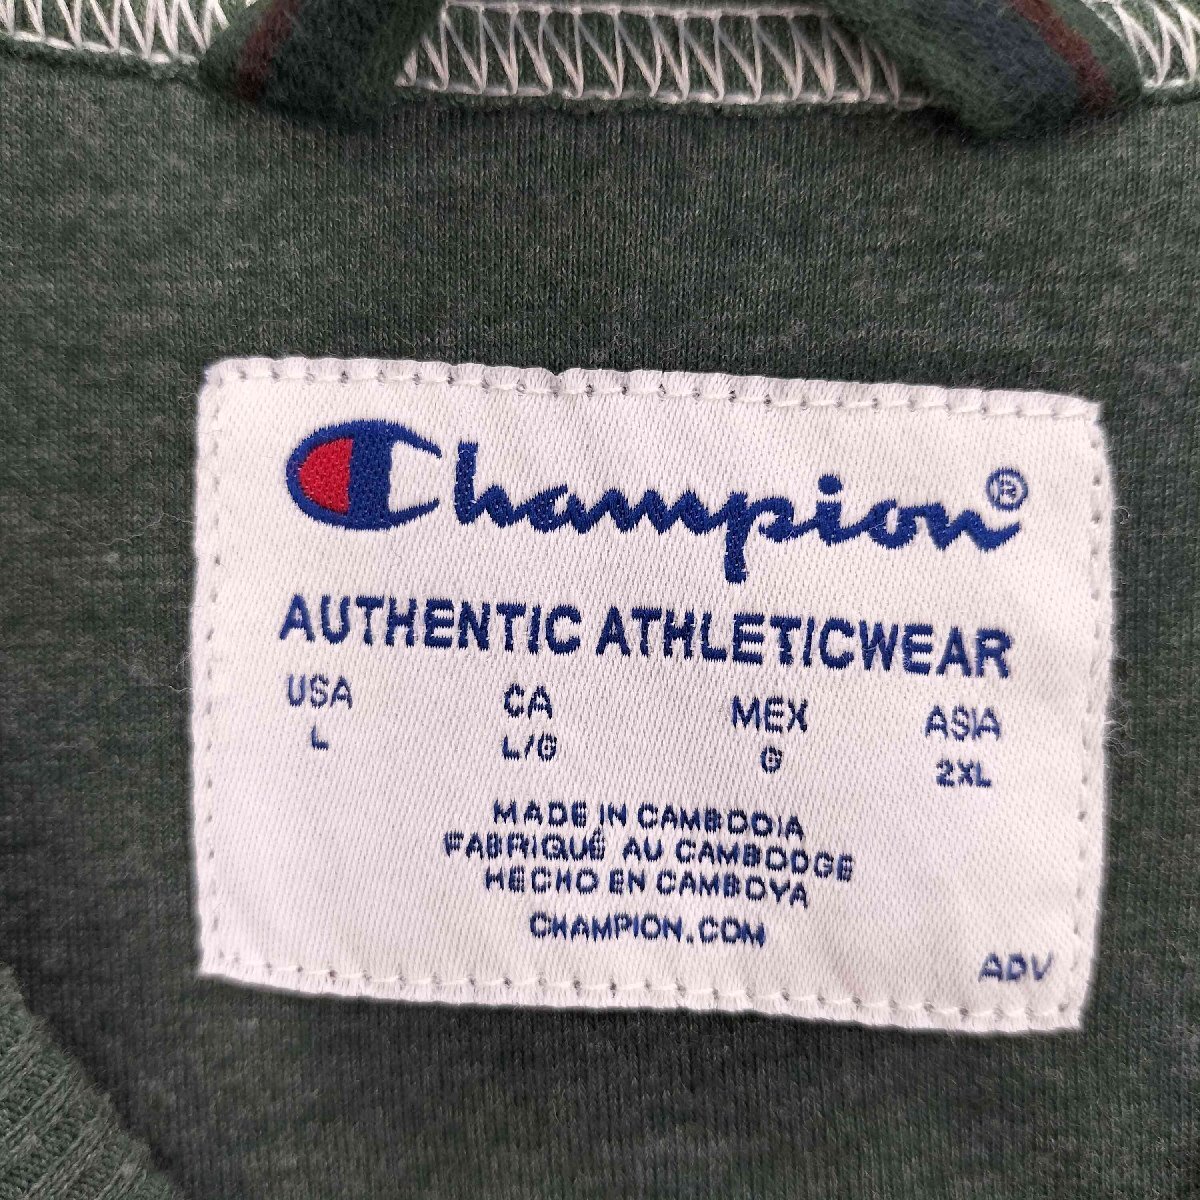 Champion®
AUTHENTIC ATHLETICWEAR
USA CA MEX ASIA
L L/G G 2XL
MADE IN CAMBODIA
FABRIQUÉ AU CAMBODGE
HECHO EN CAMBOYA
CHAMPION.COM
ADV